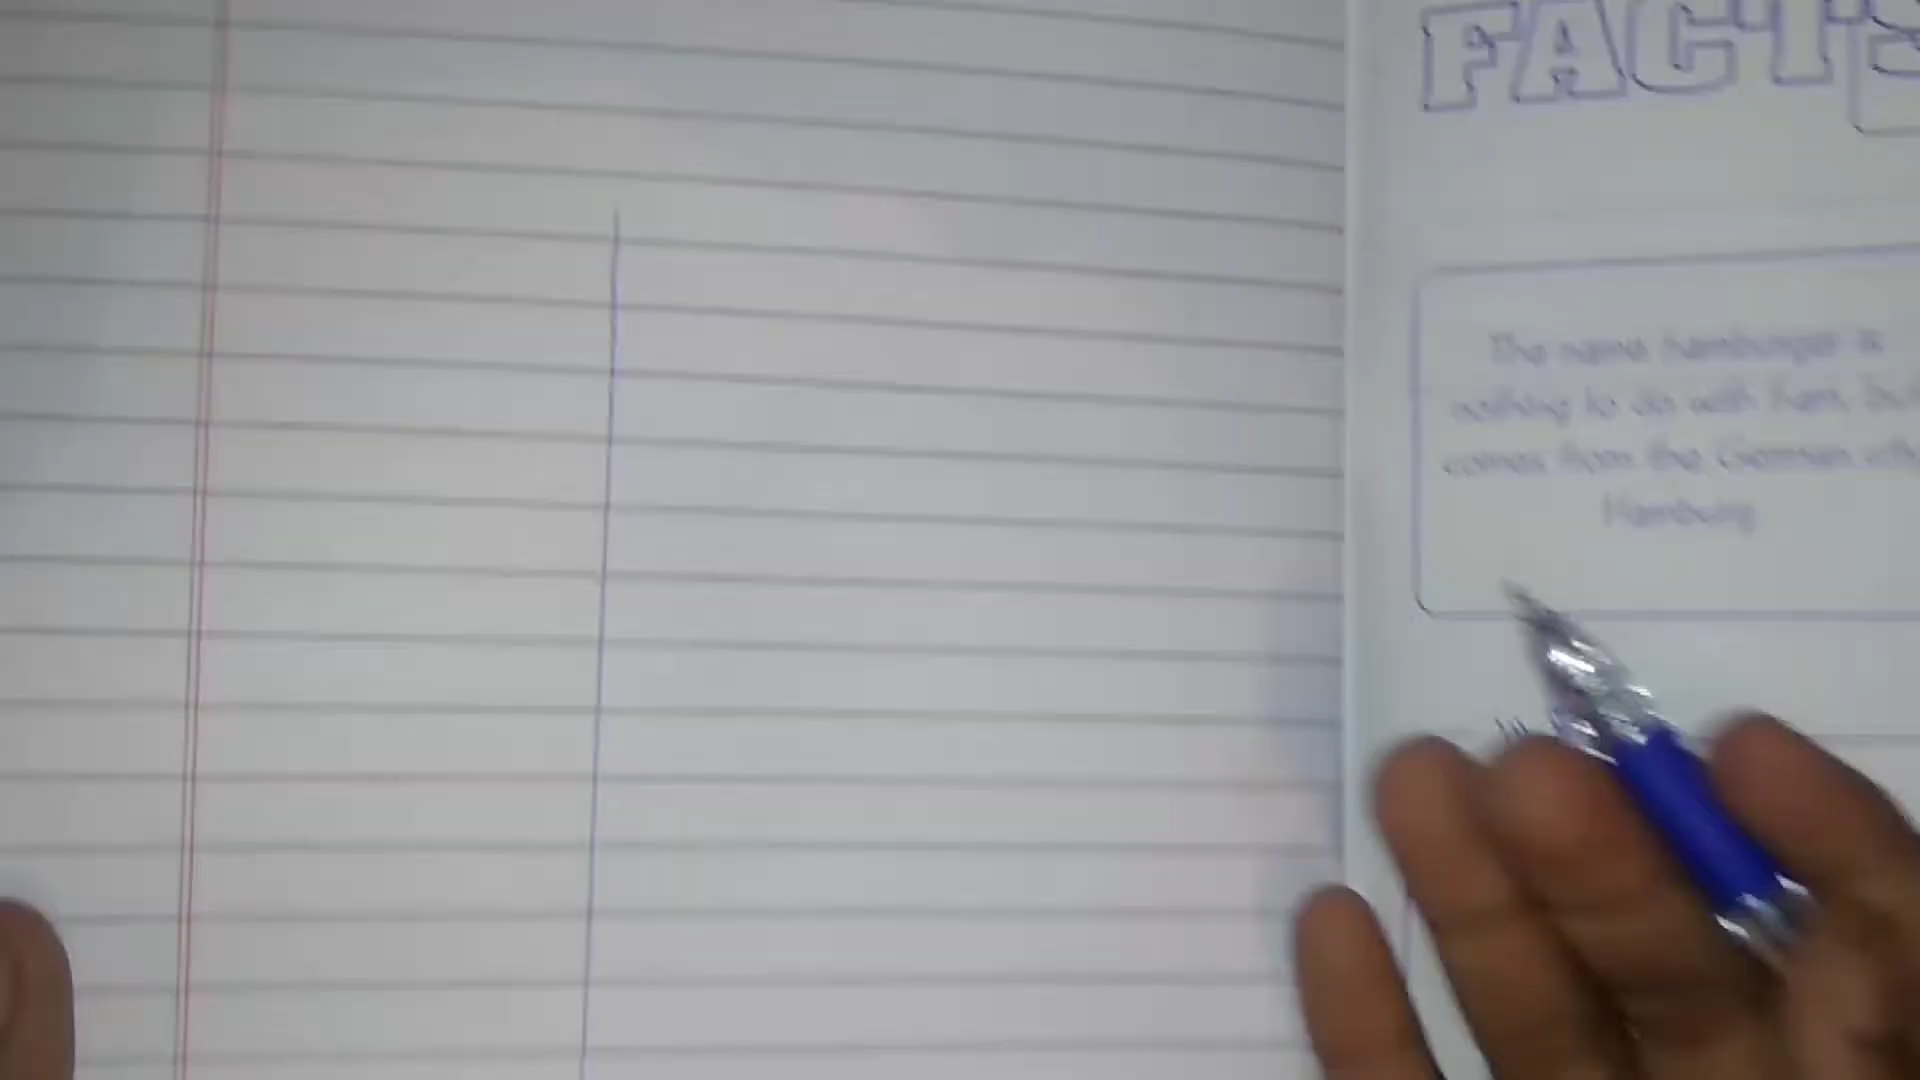 FACTS
The name hamburger is
nothing to do with ham, but
comes from the German city
Hamburg